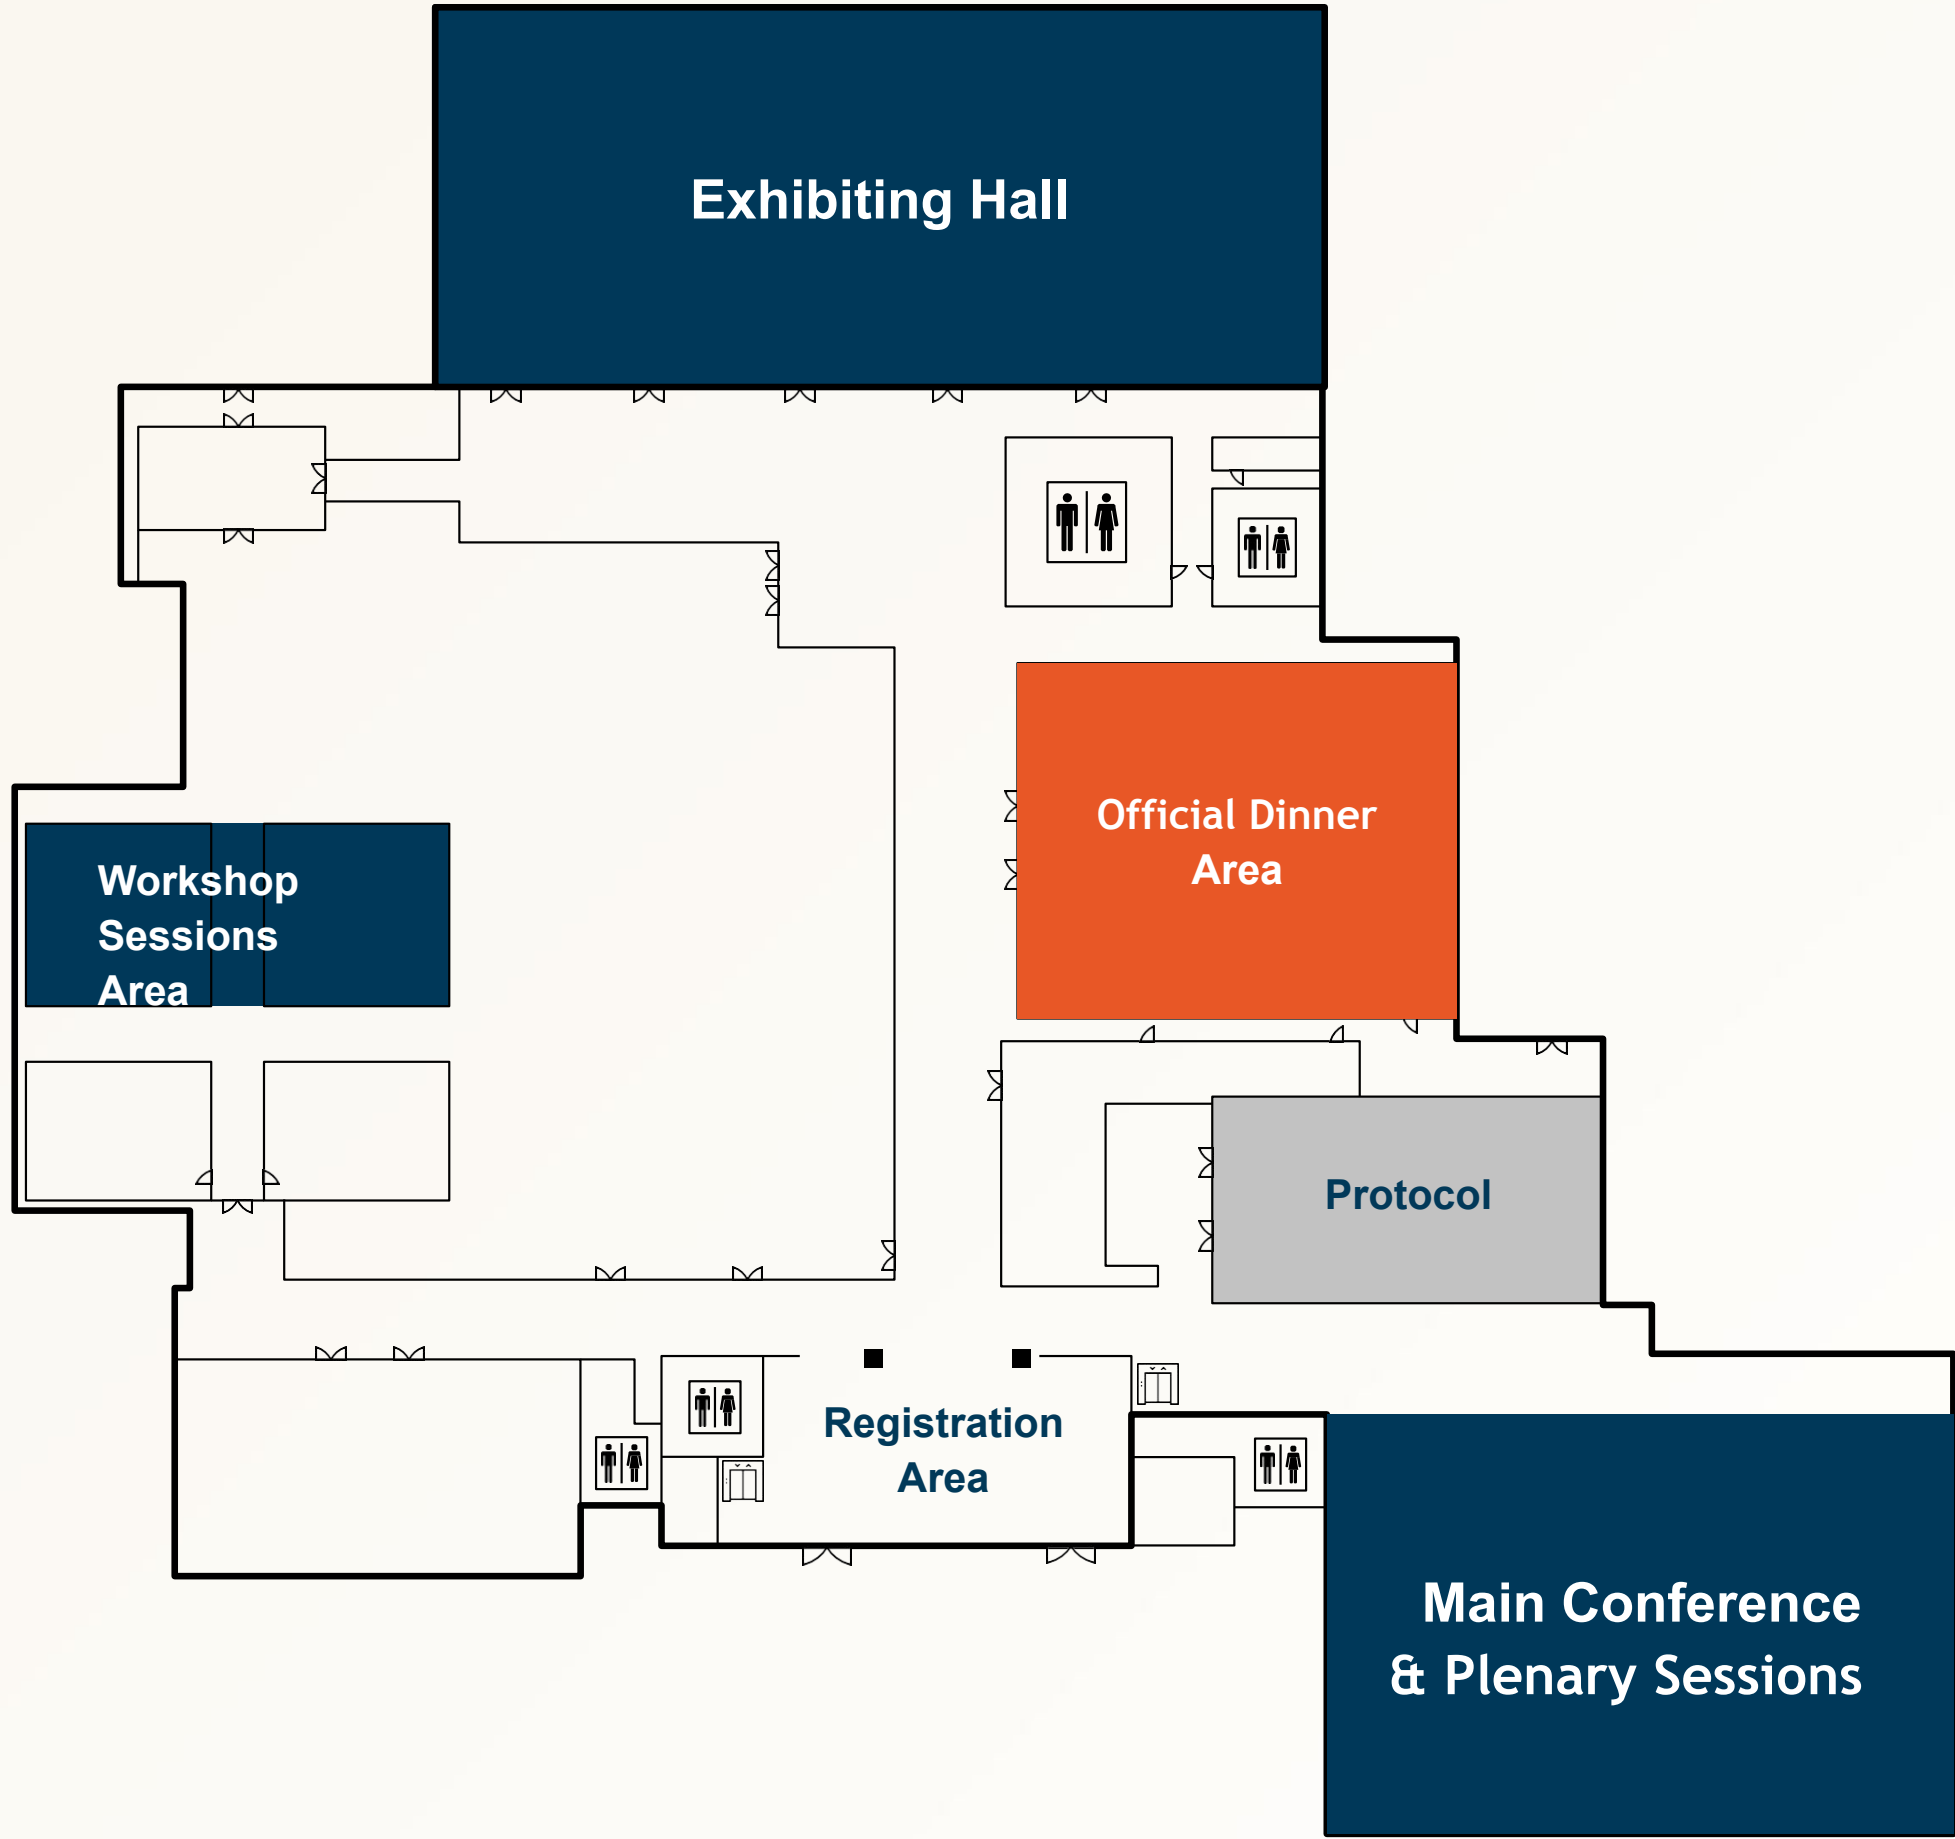 Exhibiting Hall
Official Dinner
Area
Workshop
Sessions
Area
Protocol
Registration
Area
Main Conference
& Plenary Sessions